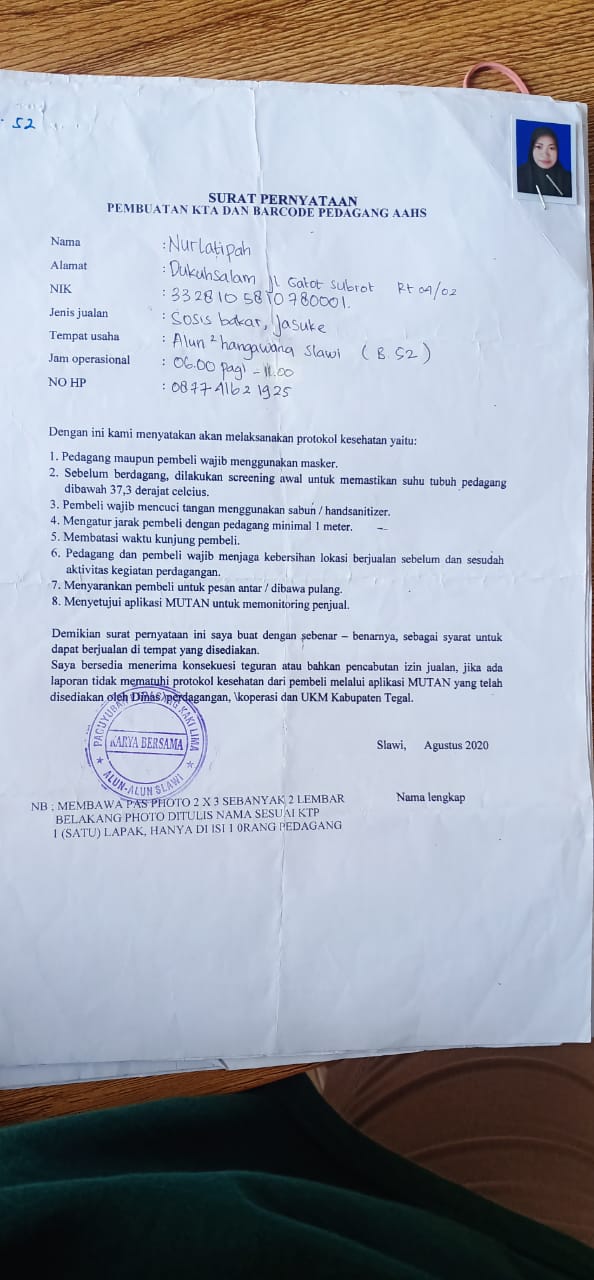 52
SURAT PERNYATAAN
PEMBUATAN KTA DAN BARCODE PEDAGANG AAHS
Nama : Nurlatipah
Alamat : Dukuhsalam jl Gatot Subrot Rt 04/02
NIK : 3328105810780001.
Jenis jualan : Sosis bakar, Jasuke
Tempat usaha : Alun² hangawana Slawi (B. 52)
Jam operasional : 06.00 pagi - 11.00
NO HP : 087741621925
Dengan ini kami menyatakan akan melaksanakan protokol kesehatan yaitu:
1. Pedagang maupun pembeli wajib menggunakan masker.
2. Sebelum berdagang, dilakukan screening awal untuk memastikan suhu tubuh pedagang
dibawah 37,3 derajat celcius.
3. Pembeli wajib mencuci tangan menggunakan sabun / handsanitizer.
4. Mengatur jarak pembeli dengan pedagang minimal 1 meter.
5. Membatasi waktu kunjung pembeli.
6. Pedagang dan pembeli wajib menjaga kebersihan lokasi berjualan sebelum dan sesudah
aktivitas kegiatan perdagangan.
7. Menyarankan pembeli untuk pesan antar / dibawa pulang.
8. Menyetujui aplikasi MUTAN untuk memonitoring penjual.
Demikian surat pernyataan ini saya buat dengan sebenar – benarnya, sebagai syarat untuk
dapat berjualan di tempat yang disediakan.
Saya bersedia menerima konsekuesi teguran atau bahkan pencabutan izin jualan, jika ada
laporan tidak mematuhi protokol kesehatan dari pembeli melalui aplikasi MUTAN yang telah
disediakan oleh Dinas perdagangan, \koperasi dan UKM Kabupaten Tegal.
PAGUYUBAN PEDAGANG KAKI LIMA
KARYA BERSAMA
ALUN-ALUN SLAWI
Slawi, Agustus 2020
Nama lengkap
NB ; MEMBAWA PAS PHOTO 2 X 3 SEBANYAK 2 LEMBAR
BELAKANG PHOTO DITULIS NAMA SESUAI KTP
1 (SATU) LAPAK, HANYA DI ISI 1 0RANG PEDAGANG